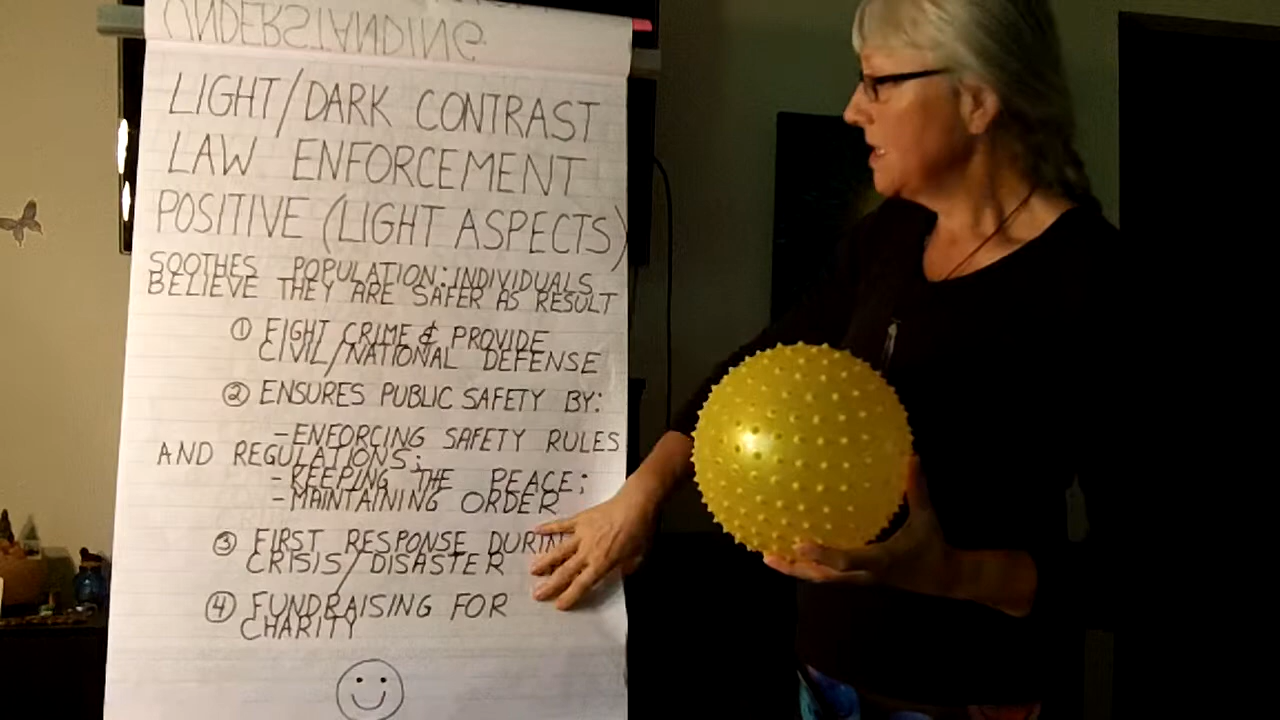 UNDERSTANDING
LIGHT/DARK CONTRAST
LAW ENFORCEMENT
POSITIVE (LIGHT ASPECTS)
SOOTHES POPULATION: INDIVIDUALS
BELIEVE THEY ARE SAFER AS RESULT
① FIGHT CRIME & PROVIDE
CIVIL/NATIONAL DEFENSE
② ENSURES PUBLIC SAFETY BY:
- ENFORCING SAFETY RULES
AND REGULATIONS;
- KEEPING THE PEACE;
- MAINTAINING ORDER
③ FIRST RESPONSE DURIN
CRISIS/DISASTER
④ FUNDRAISING FOR
CHARITY